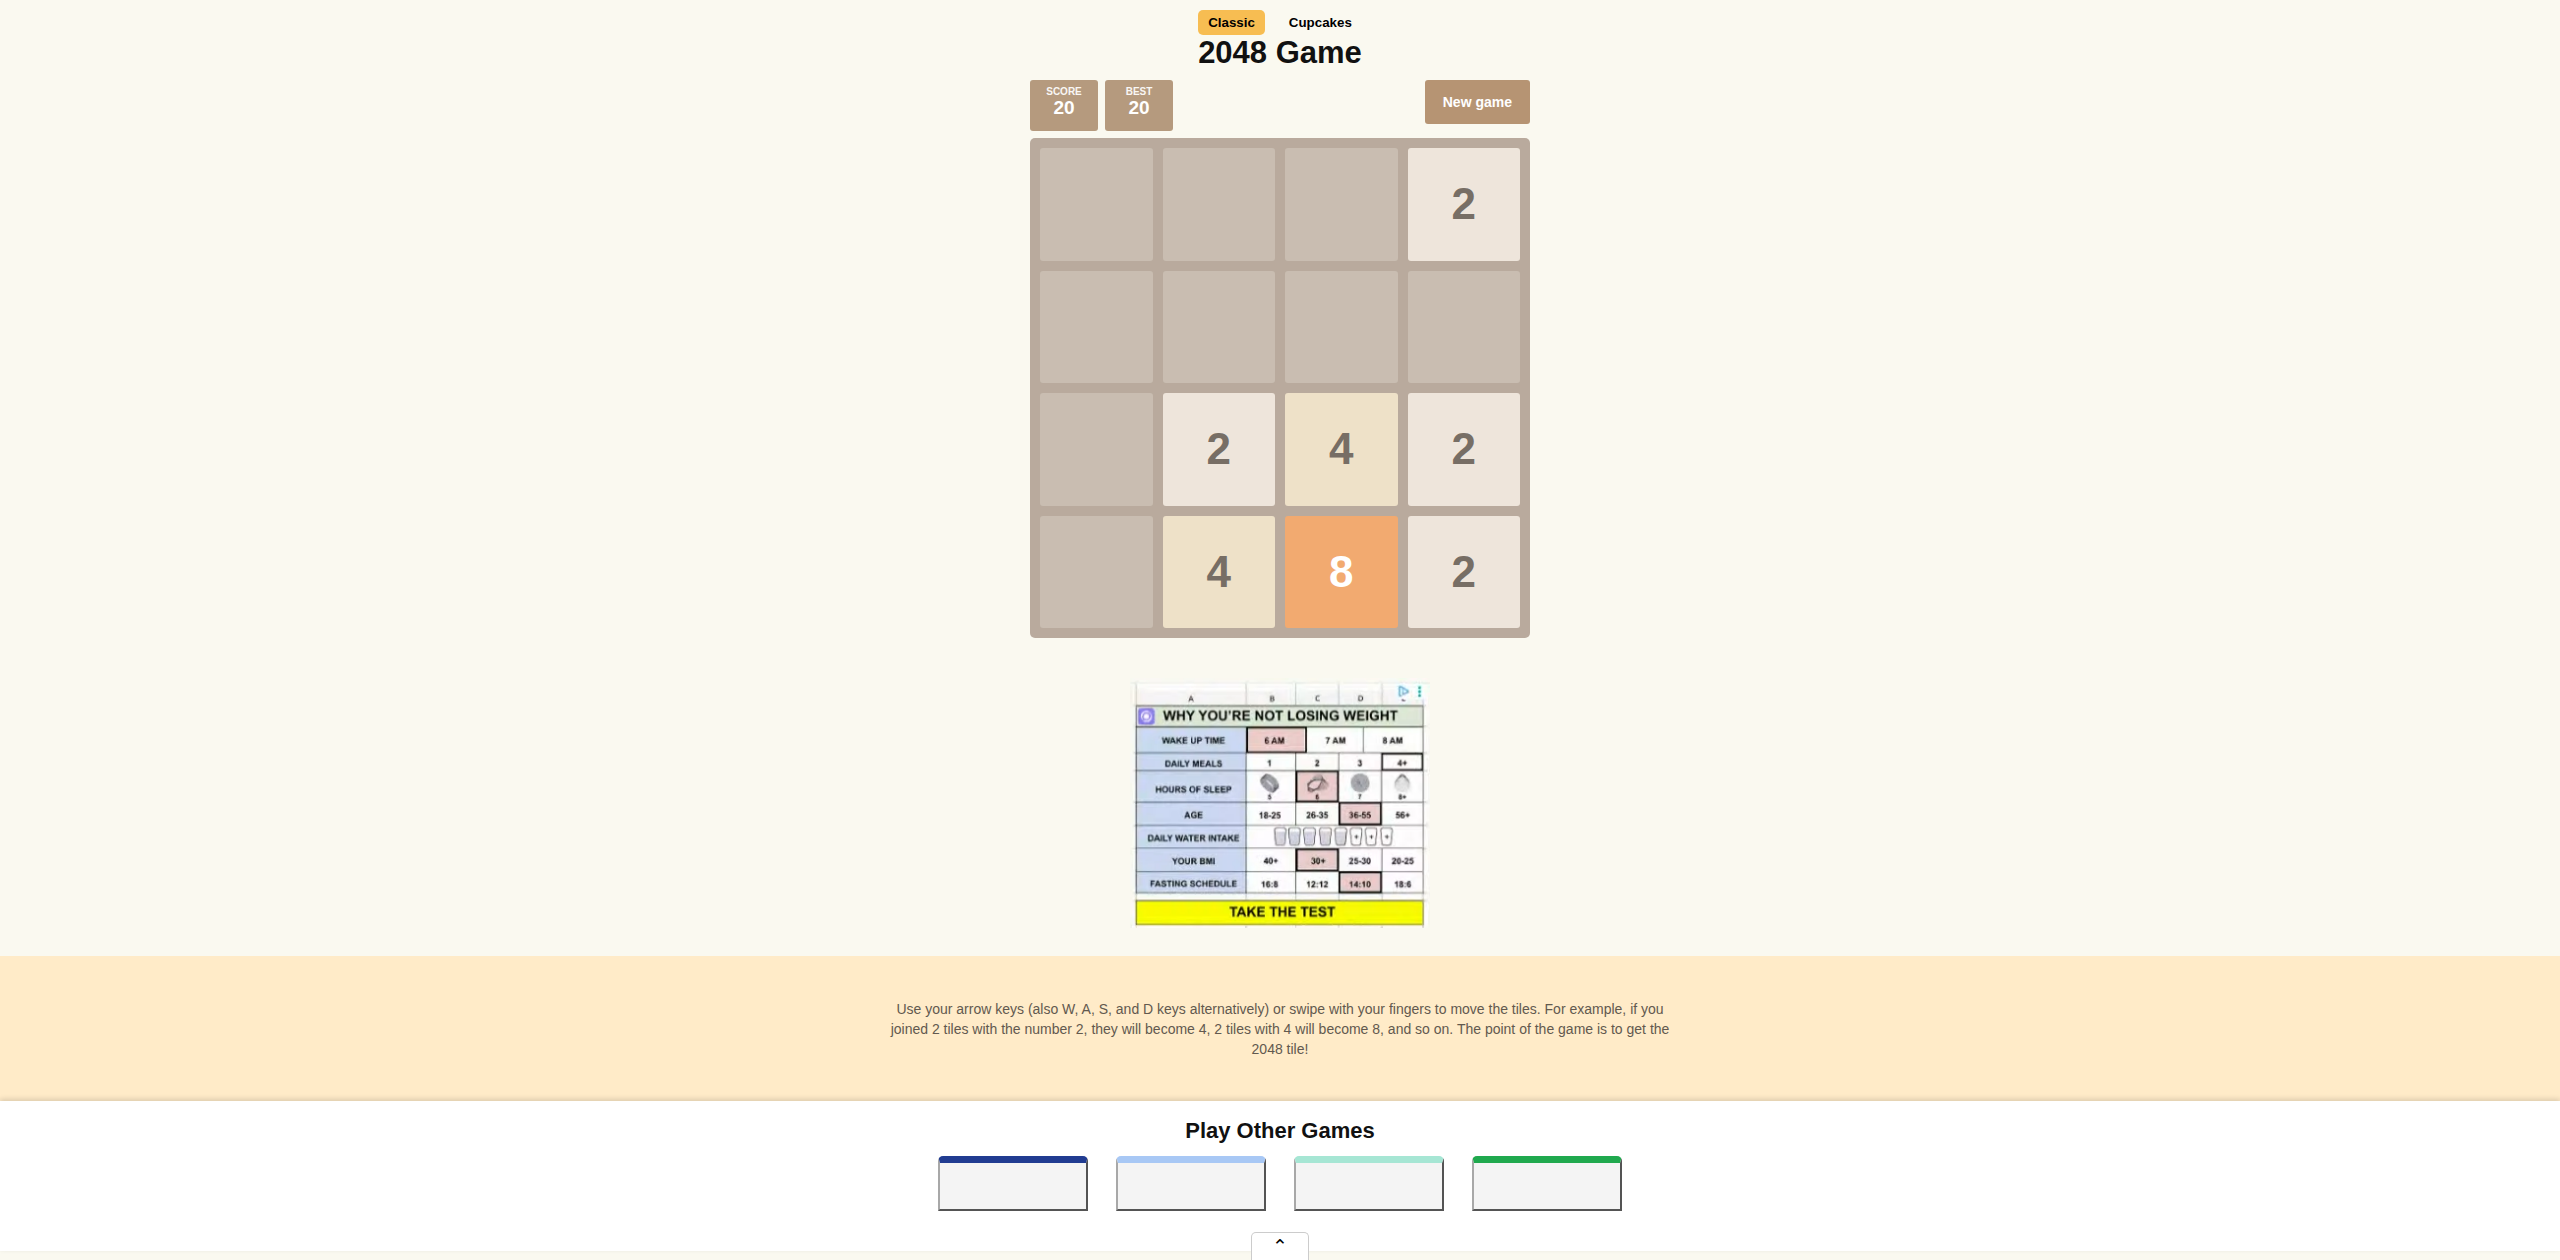 Classic Cupcakes
2048 Game
SCORE BEST
20 20
New game
2
2 4 2
4 8 2
A B C D
WHY YOU'RE NOT LOSING WEIGHT
WAKE UP TIME 6 AM 7 AM 8 AM
DAILY MEALS 1 2 3 4+
HOURS OF SLEEP 5 6 7 8+
AGE 18-25 26-35 36-55 56+
DAILY WATER INTAKE + + +
YOUR BMI 40+ 30+ 25-30 20-25
FASTING SCHEDULE 16:8 12:12 14:10 18:6
TAKE THE TEST
Use your arrow keys (also W, A, S, and D keys alternatively) or swipe with your fingers to move the tiles. For example, if you
joined 2 tiles with the number 2, they will become 4, 2 tiles with 4 will become 8, and so on. The point of the game is to get the
2048 tile!
Play Other Games